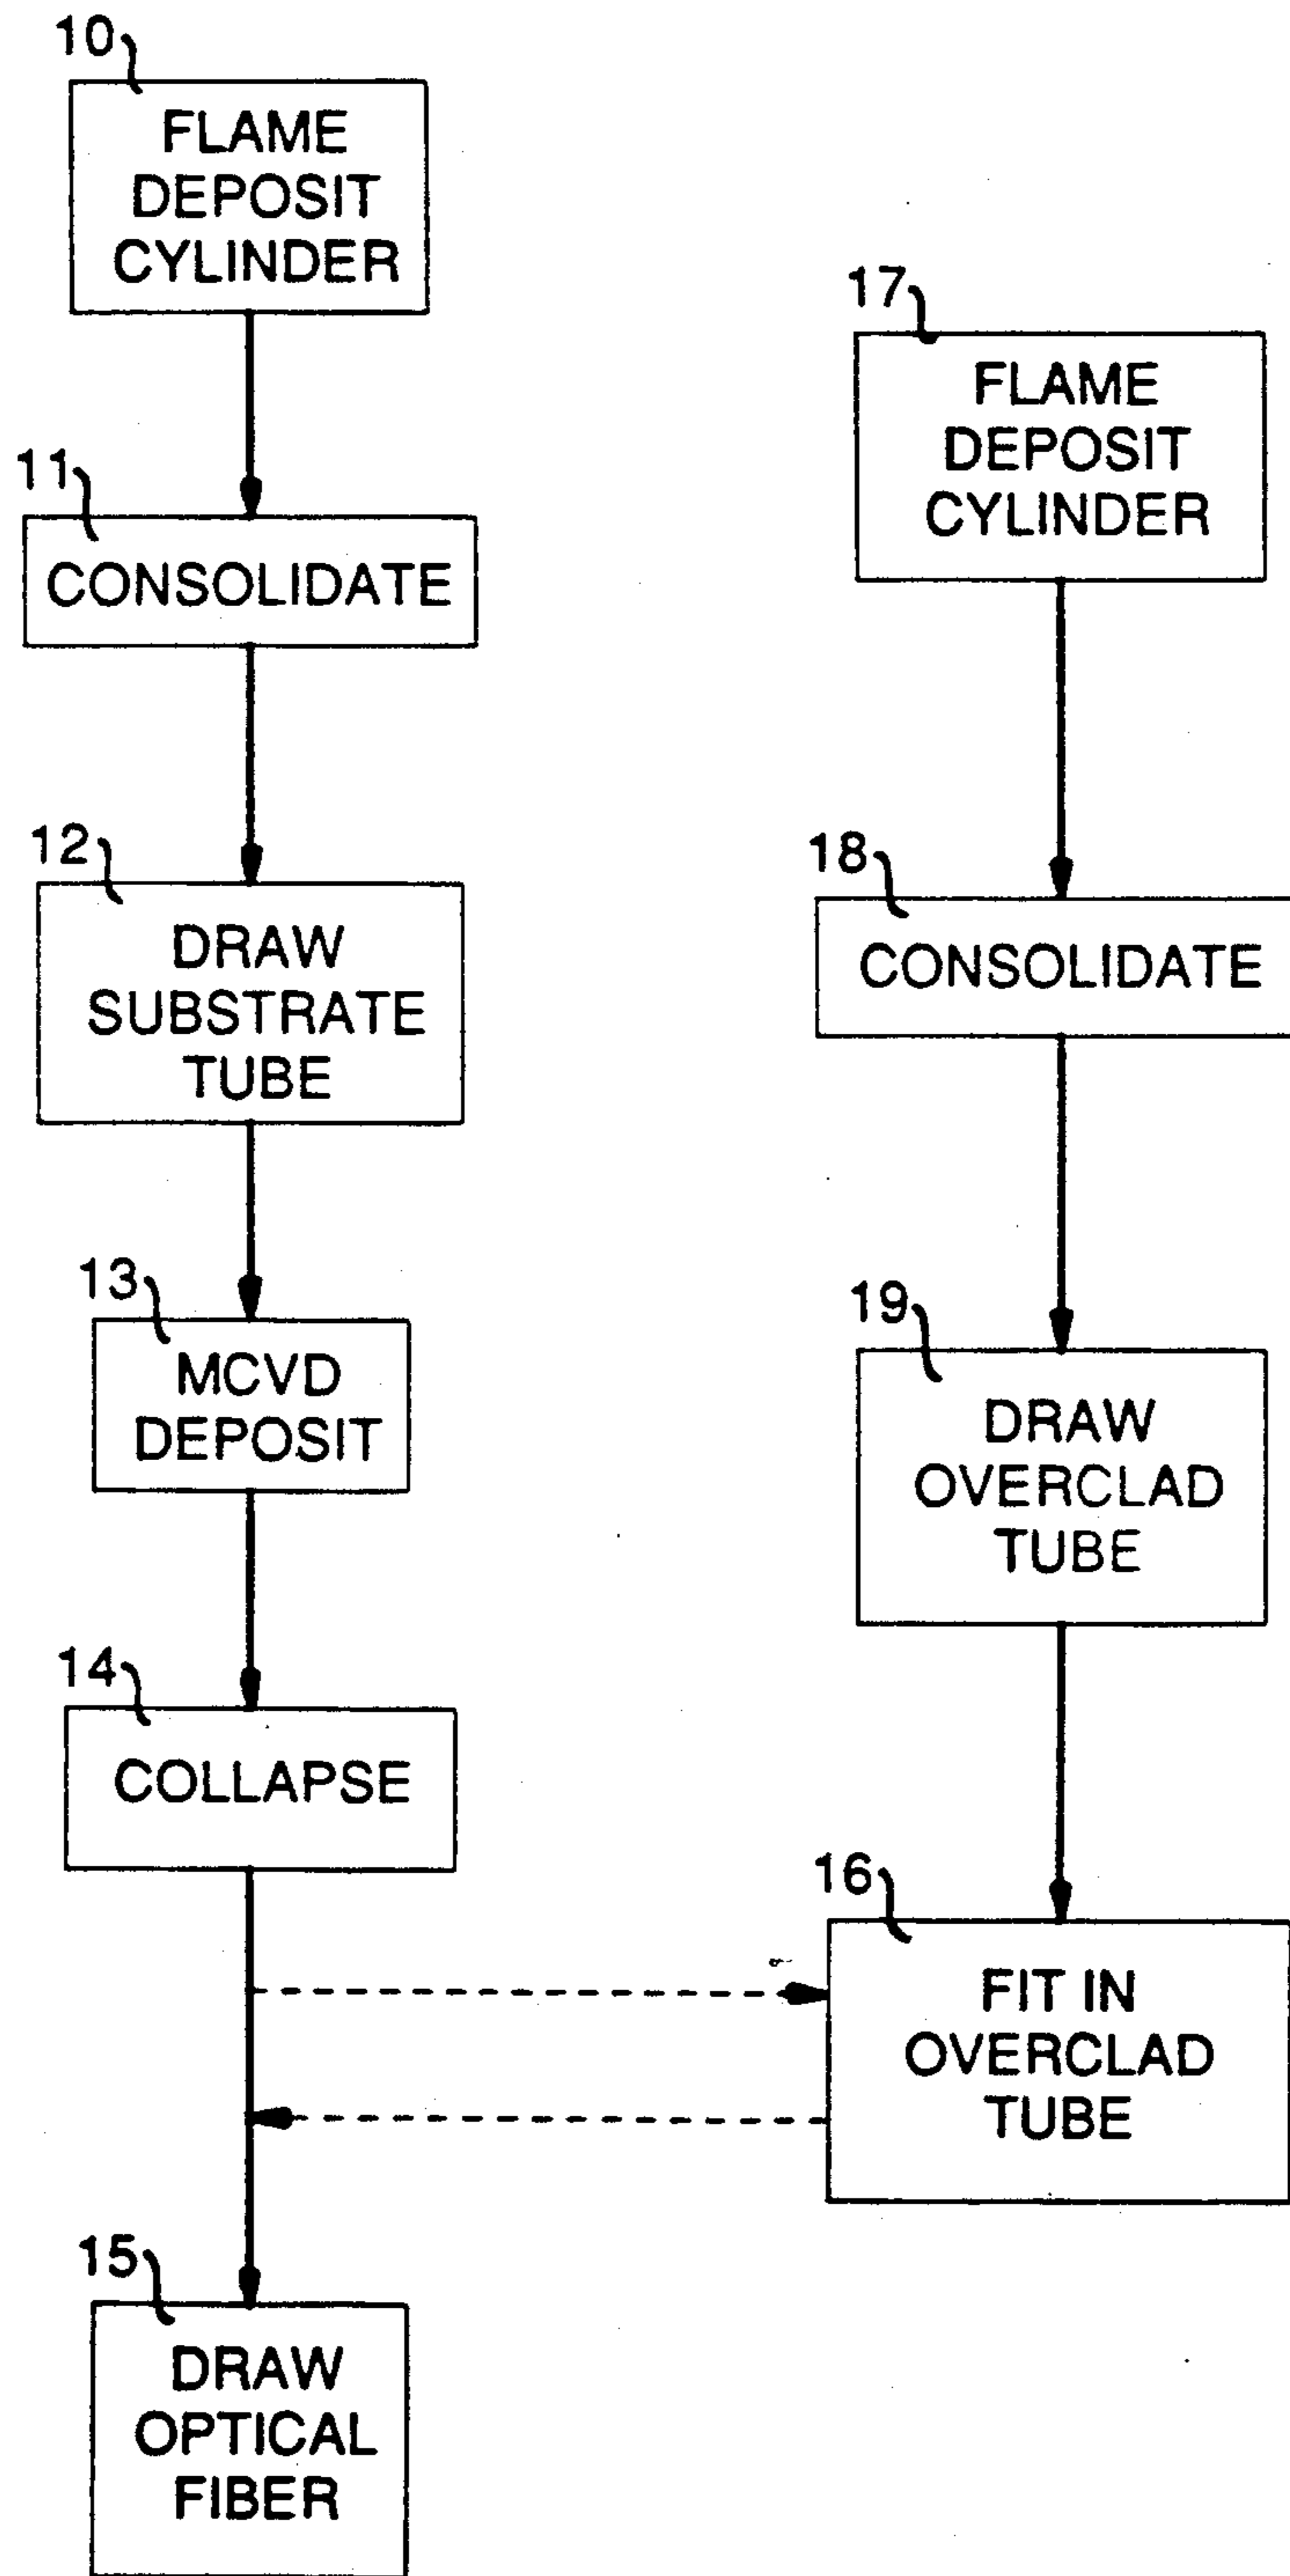 10
FLAME
DEPOSIT
CYLINDER
11
CONSOLIDATE
12
DRAW
SUBSTRATE
TUBE
13
MCVD
DEPOSIT
14
COLLAPSE
15
DRAW
OPTICAL
FIBER
17
FLAME
DEPOSIT
CYLINDER
18
CONSOLIDATE
19
DRAW
OVERCLAD
TUBE
16
FIT IN
OVERCLAD
TUBE